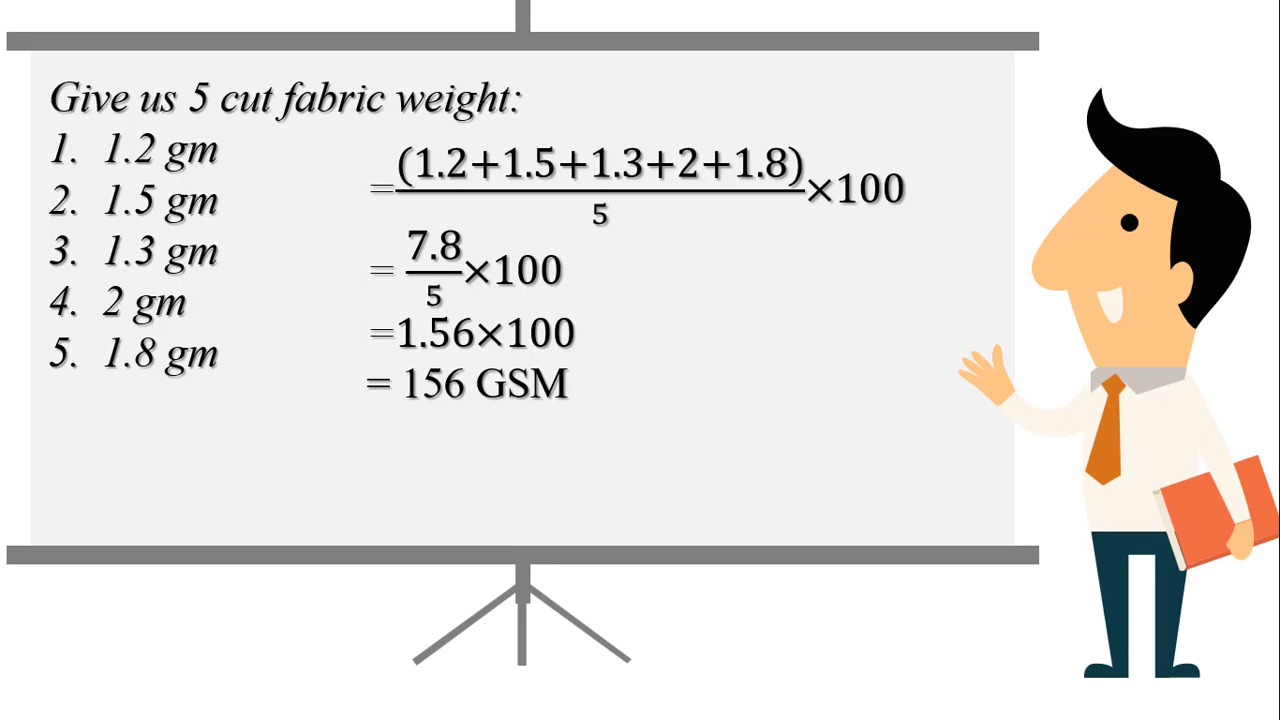 Give us 5 cut fabric weight:
1. 1.2 gm
2. 1.5 gm
3. 1.3 gm
4. 2 gm
5. 1.8 gm
=(1.2+1.5+1.3+2+1.8)/5×100
= 7.8/5×100
=1.56×100
= 156 GSM